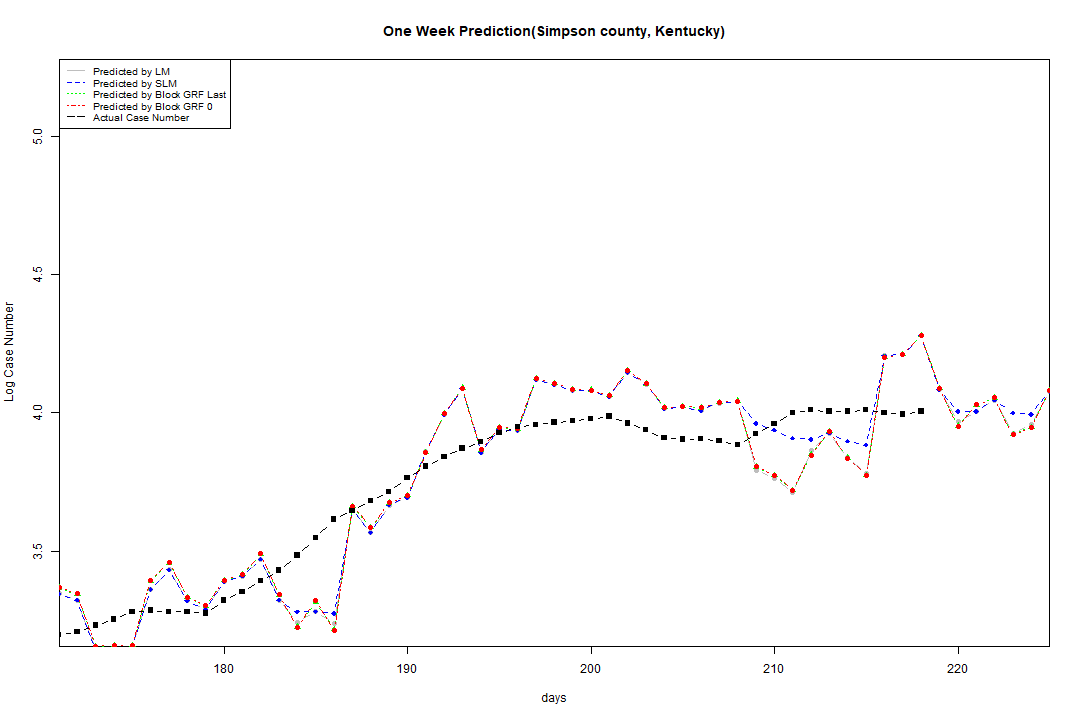 One Week Prediction(Simpson county, Kentucky)
Predicted by LM
Predicted by SLM
Predicted by Block GRF Last
Predicted by Block GRF 0
Actual Case Number
Log Case Number
5.0
4.5
4.0
3.5
180 190 200 210 220
days